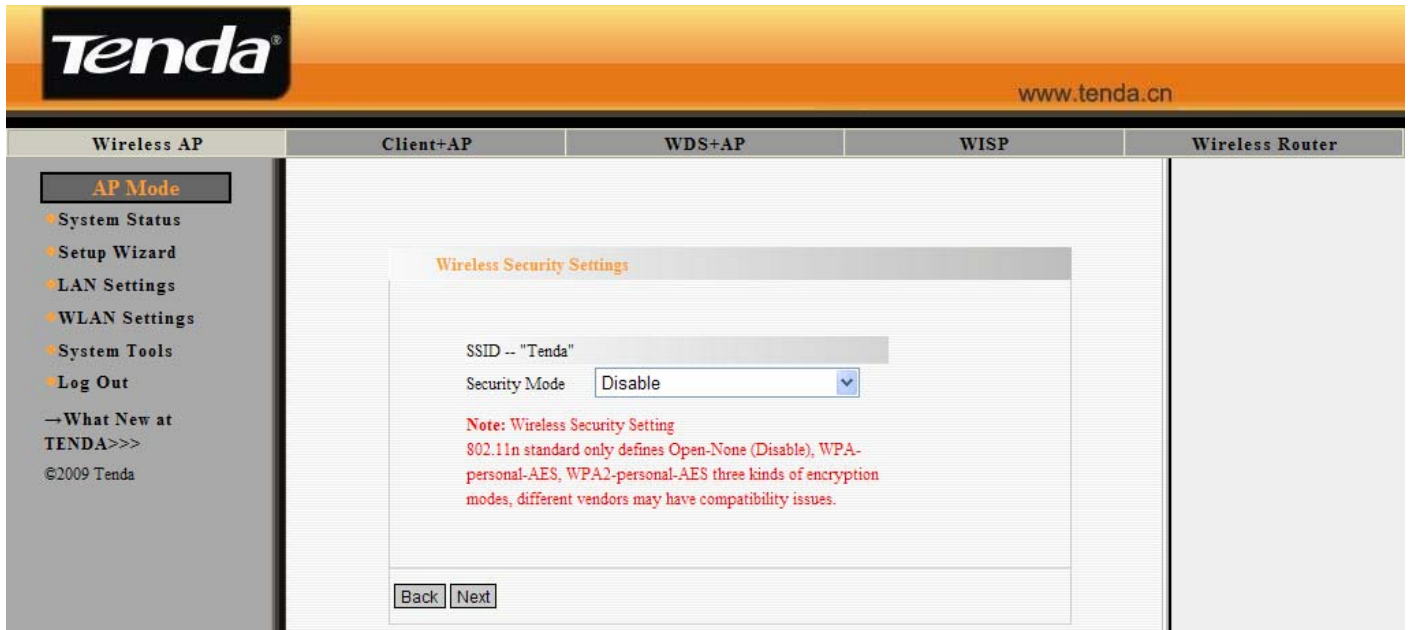 Tenda®
www.tenda.cn
Wireless AP
Client+AP
WDS+AP
WISP
Wireless Router
AP Mode
System Status
Setup Wizard
LAN Settings
WLAN Settings
System Tools
Log Out
→What New at
TENDA>>>
©2009 Tenda
Wireless Security Settings
SSID -- "Tenda"
Security Mode Disable
Note: Wireless Security Setting
802.11n standard only defines Open-None (Disable), WPA-
personal-AES, WPA2-personal-AES three kinds of encryption
modes, different vendors may have compatibility issues.
Back Next